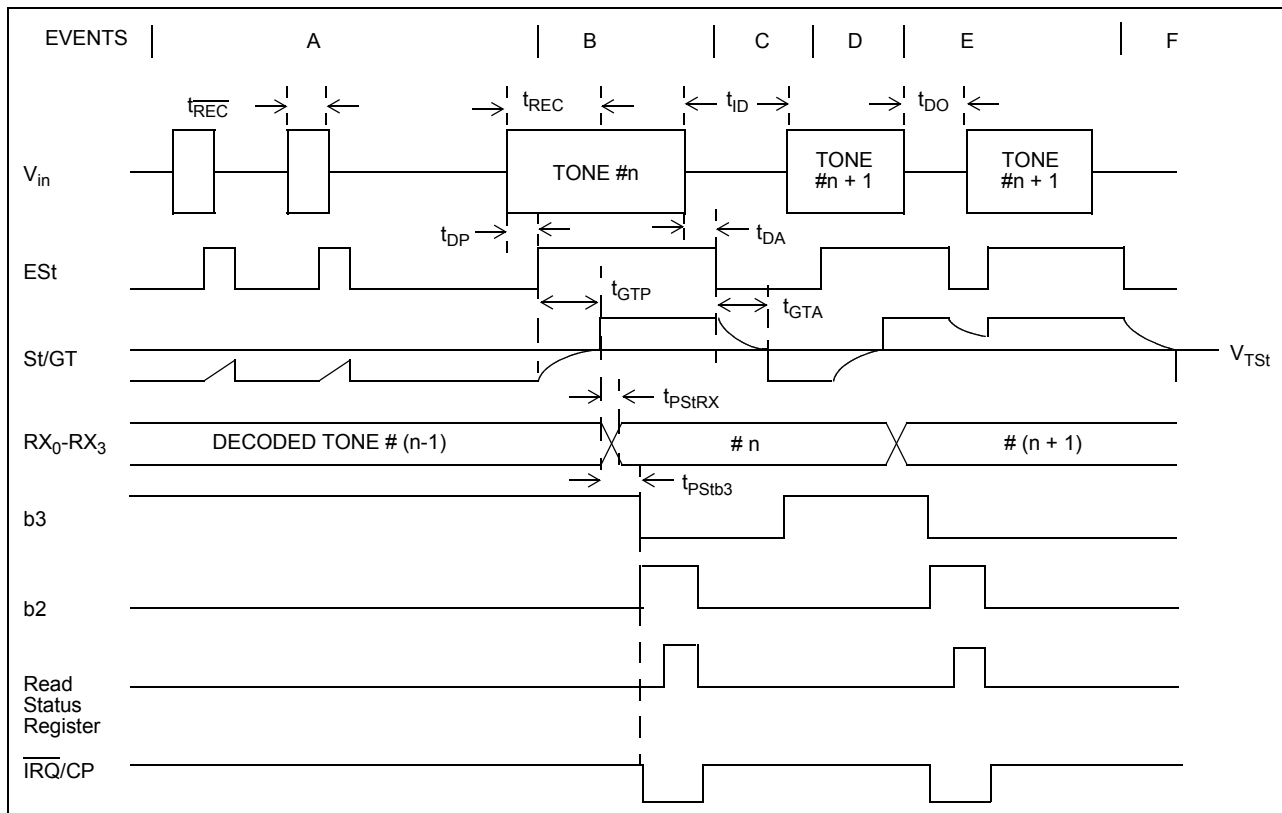 EVENTS A B C D E F
tREC tREC tID tDO
Vin TONE #n TONE #n + 1 TONE #n + 1
tDP tDA
ESt
tGTP tGTA
St/GT VTSt
tPStRX
RX0-RX3 DECODED TONE # (n-1) # n # (n + 1)
tPStb3
b3
b2
Read
Status
Register
IRQ/CP